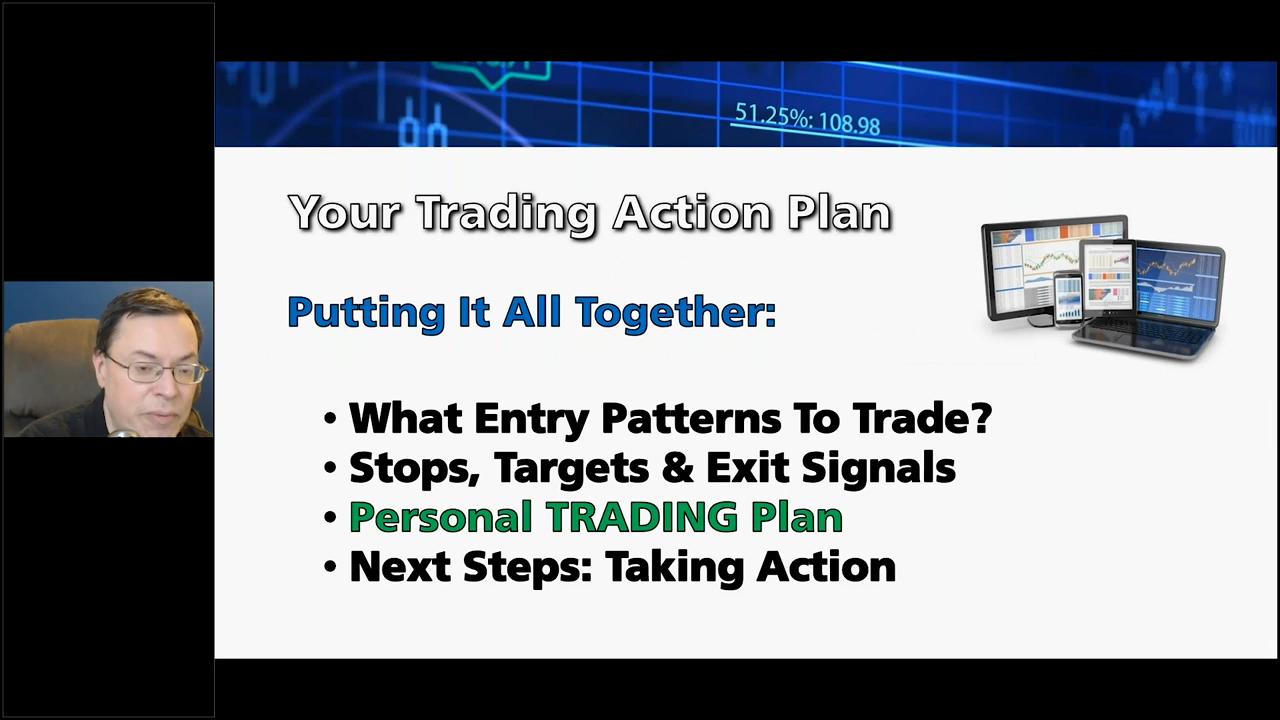 51.25%: 108.98
Your Trading Action Plan
Putting It All Together:
• What Entry Patterns To Trade?
• Stops, Targets & Exit Signals
• Personal TRADING Plan
• Next Steps: Taking Action